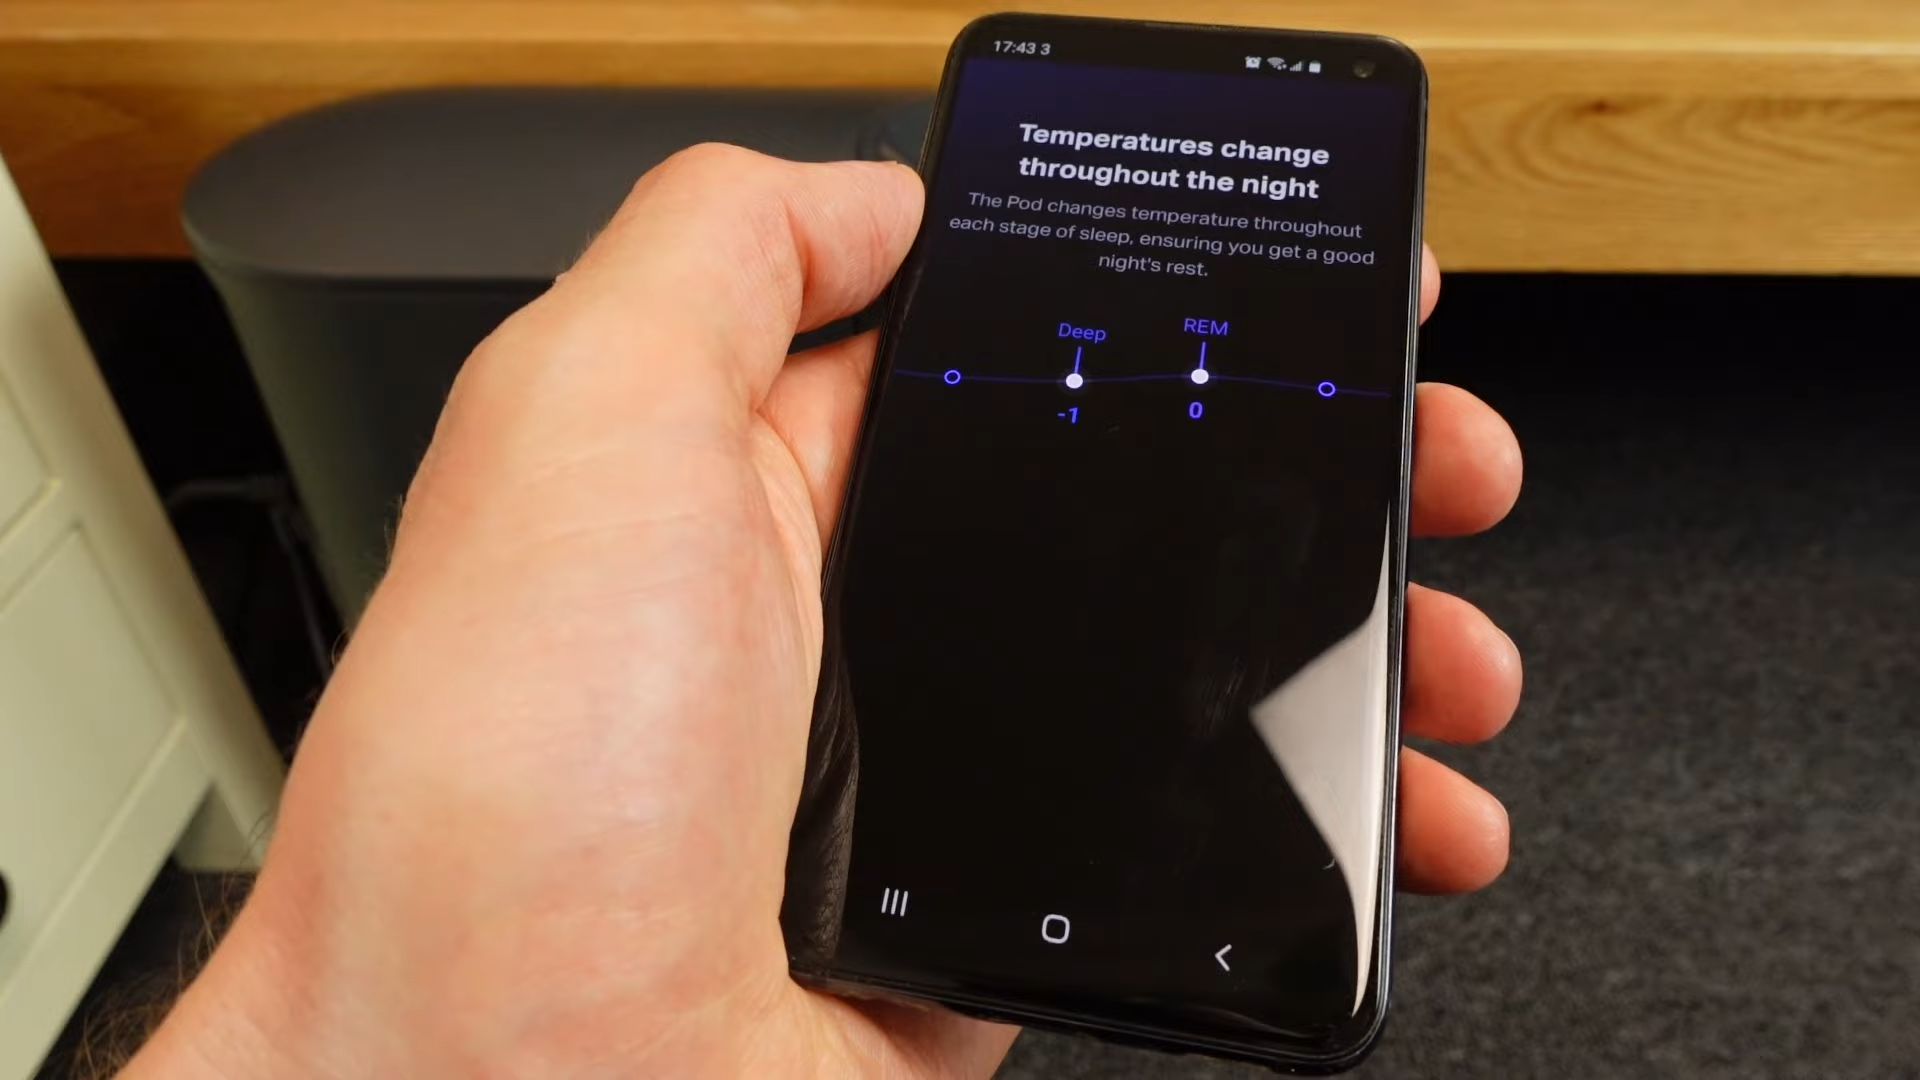 17:43 3
Temperatures change
throughout the night
The Pod changes temperature throughout
each stage of sleep, ensuring you get a good
night's rest.
Deep
REM
-1
0